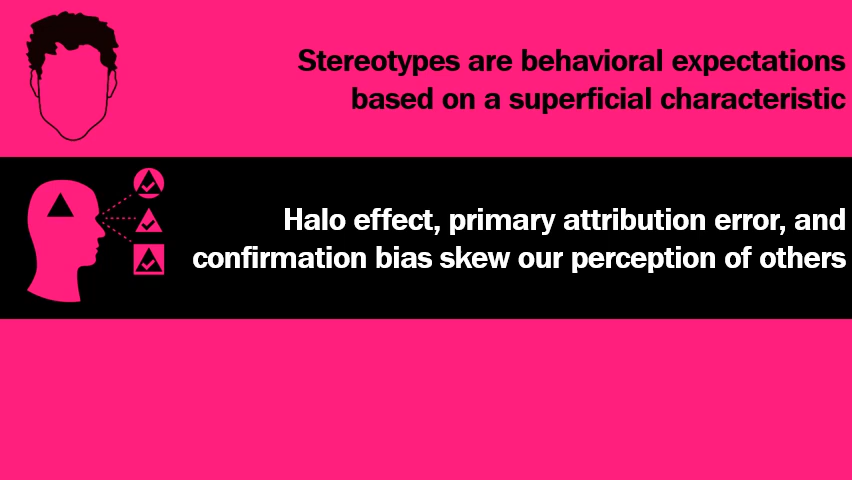 Stereotypes are behavioral expectations
based on a superficial characteristic
Halo effect, primary attribution error, and
confirmation bias skew our perception of others